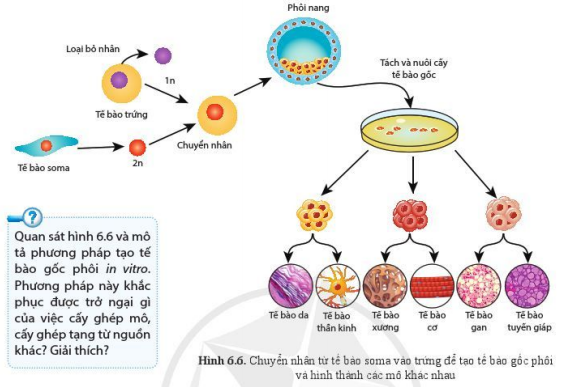 Phôi nang
Loại bỏ nhân
1n
Tế bào trứng
Tách và nuôi cấy
tế bào gốc
Chuyển nhân
Tế bào soma
2n
?
Quan sát hình 6.6 và mô
tả phương pháp tạo tế
bào gốc phôi in vitro.
Phương pháp này khắc
phục được trở ngại gì
của việc cấy ghép mô,
cấy ghép tạng từ nguồn
khác? Giải thích?
Tế bào da
Tế bào
thần kinh
Tế bào
xương
Tế bào
cơ
Tế bào
gan
Tế bào
tuyến giáp
Hình 6.6. Chuyển nhân từ tế bào soma vào trứng để tạo tế bào gốc phôi
và hình thành các mô khác nhau